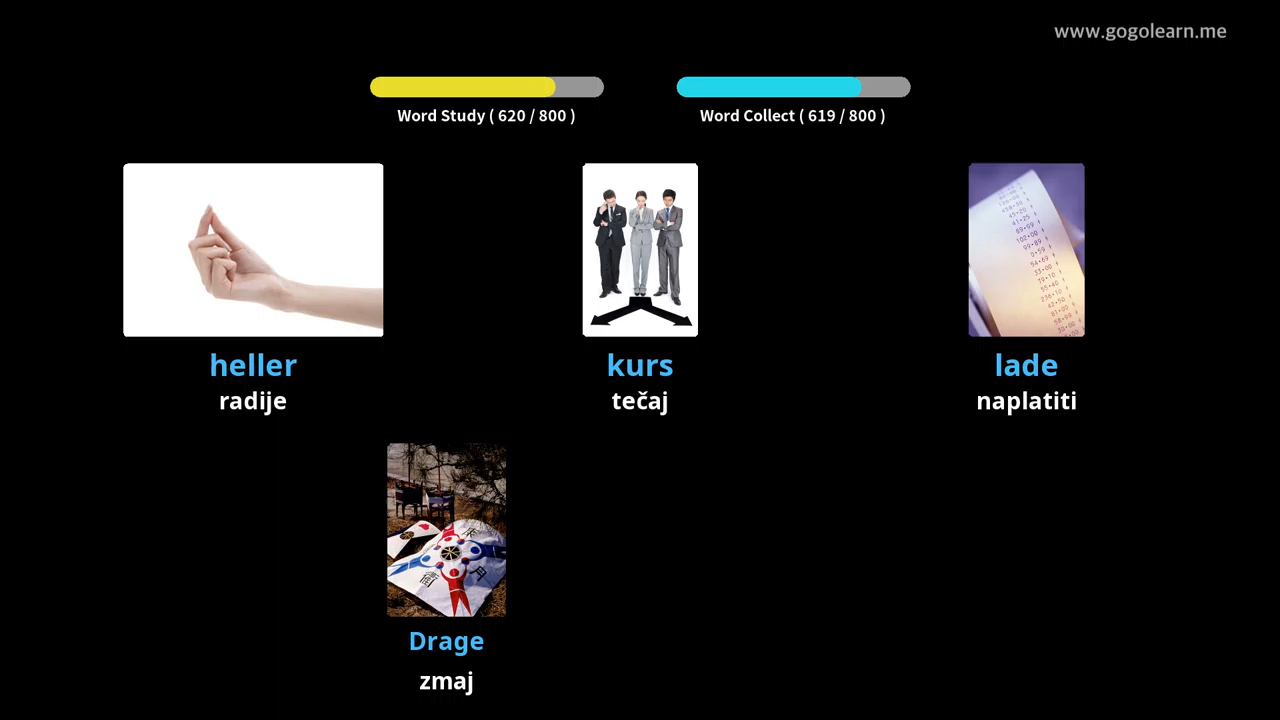 www.gogolearn.me
Word Study ( 620 / 800 )
Word Collect ( 619 / 800 )
heller
radije
kurs
tečaj
lade
naplatiti
Drage
zmaj